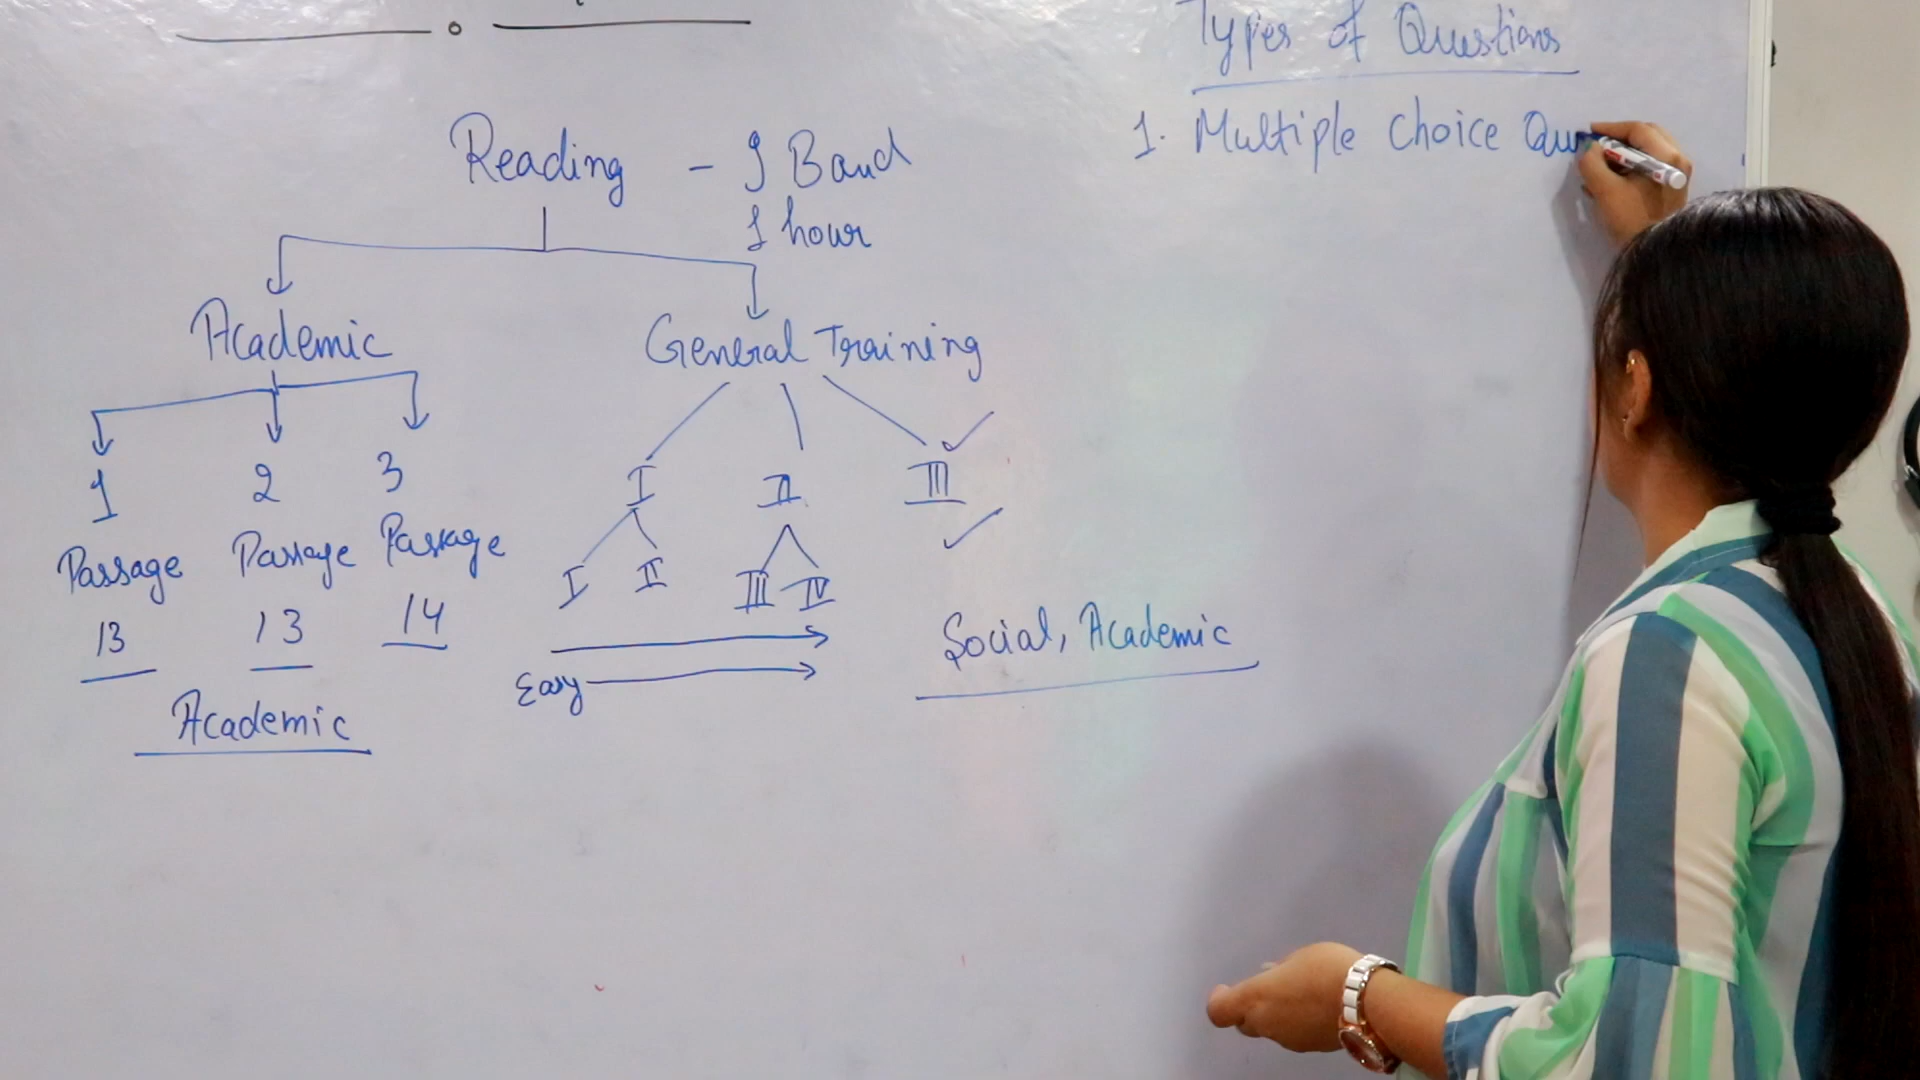 Types of Questions
1. Multiple Choice Que
Reading - 9 Band
1 hour
Academic
General Training
1 2 3
I II III
Passage Passage Passage
I II III IV
13 13 14
Easy
Social, Academic
Academic